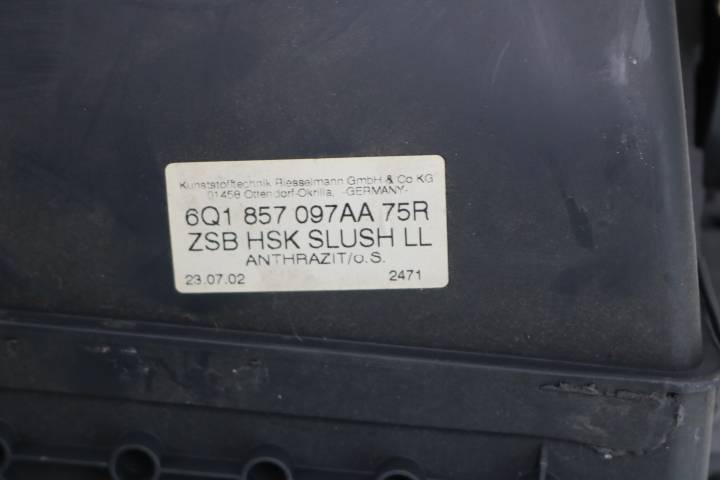 Kunststofftechnik Riesselmann GmbH & Co KG
01458 Ottendorf-Okrilla, -GERMANY-
6Q1 857 097AA 75R
ZSB HSK SLUSH LL
ANTHRAZIT/o.S.
23.07.02 2471